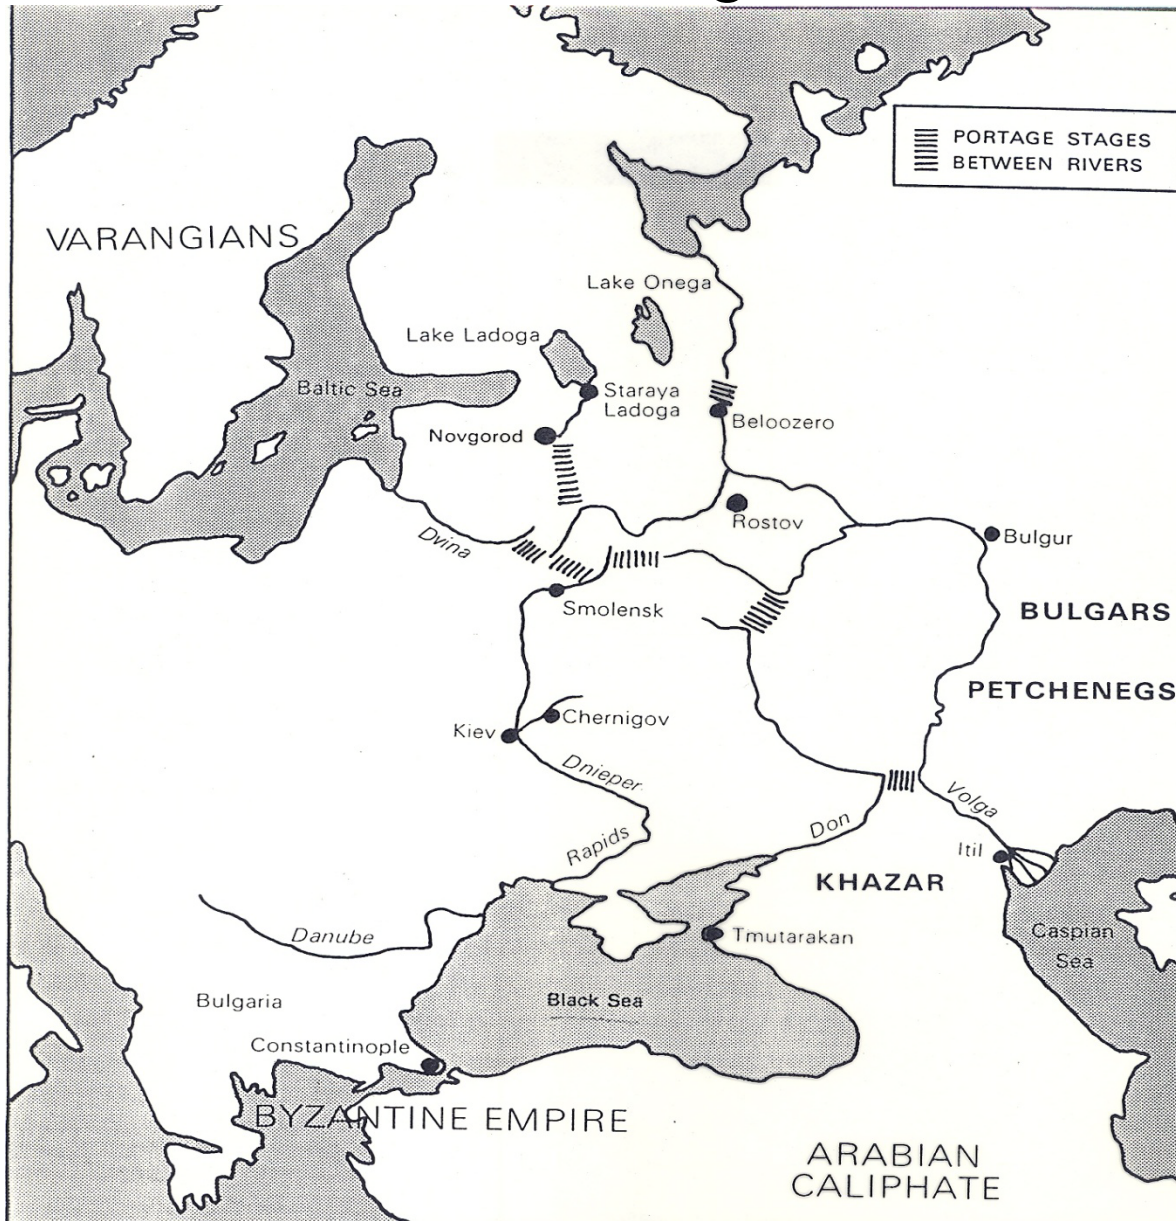 PORTAGE STAGES
BETWEEN RIVERS
VARANGIANS
Lake Onega
Lake Ladoga
Baltic Sea
Staraya
Ladoga
Beloozero
Novgorod
Rostov
Dvina
Bulgur
Smolensk
BULGARS
PETCHENEGS
Chernigov
Kiev
Dnieper
Volga
Don
Rapids
Itil
KHAZAR
Danube
Tmutarakan
Caspian
Sea
Bulgaria
Black Sea
Constantinople
BYZANTINE EMPIRE
ARABIAN
CALIPHATE